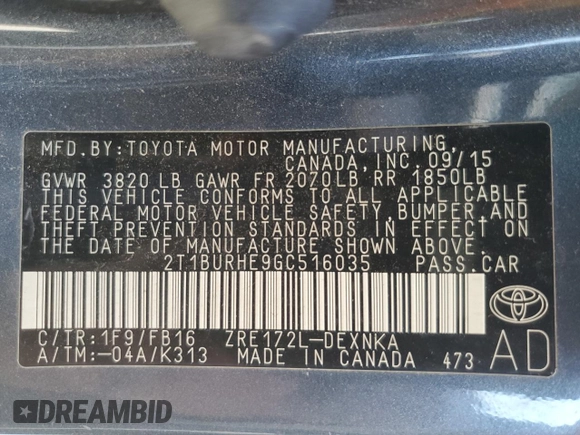 MFD.BY:TOYOTA MOTOR MANUFACTURING,
CANADA, INC. 09/15
GVWR 3820 LB GAWR FR 2070LB, RR 1850LB
THIS VEHICLE CONFORMS TO ALL APPLICABLE
FEDERAL MOTOR VEHICLE SAFETY, BUMPER, AND
THEFT PREVENTION STANDARDS IN EFFECT ON
THE DATE OF MANUFACTURE SHOWN ABOVE.
2T1BURHE9GC516035 PASS.CAR
C/TR:1F9/FB16 ZRE172L-DEXNKA
A/TM:-04A/K313 MADE IN CANADA 473
AD
DREAMBID